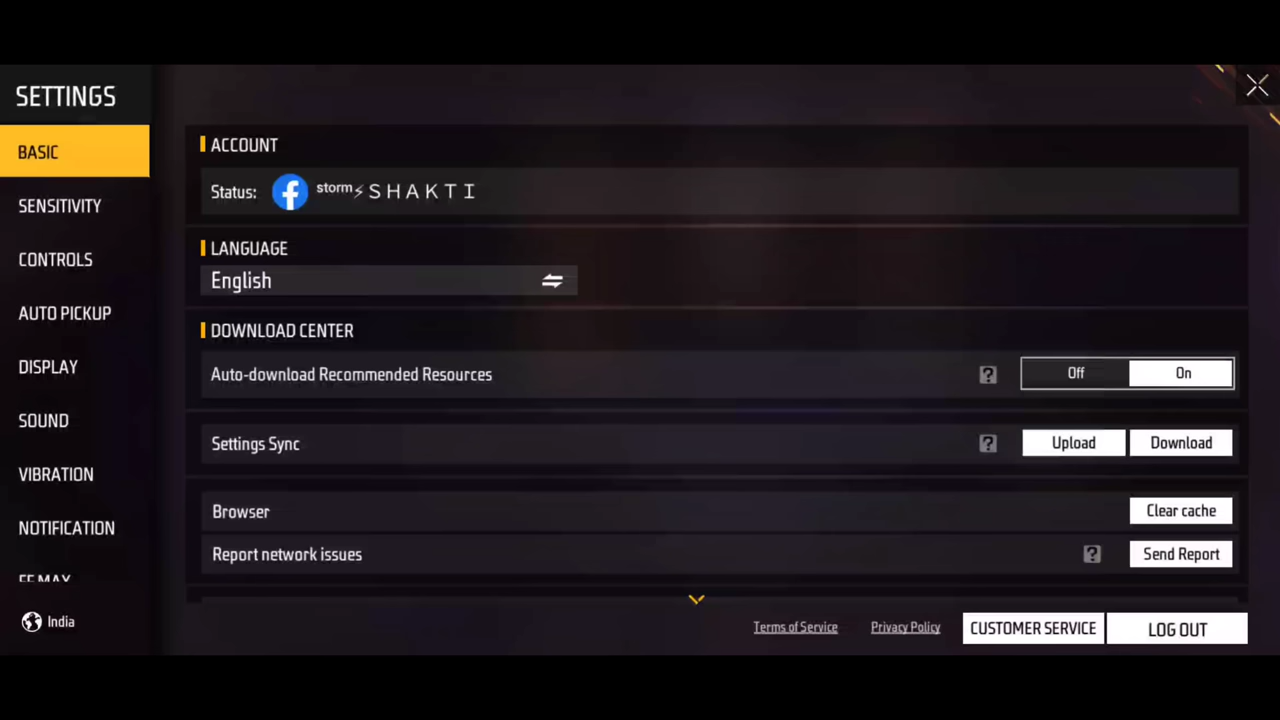 SETTINGS
BASIC
SENSITIVITY
CONTROLS
AUTO PICKUP
DISPLAY
SOUND
VIBRATION
NOTIFICATION
FF MAX
India
ACCOUNT
Status: storm⚡SHAKTI
LANGUAGE
English
DOWNLOAD CENTER
Auto-download Recommended Resources ? Off On
Settings Sync ? Upload Download
Browser Clear cache
Report network issues ? Send Report
Terms of Service Privacy Policy CUSTOMER SERVICE LOG OUT